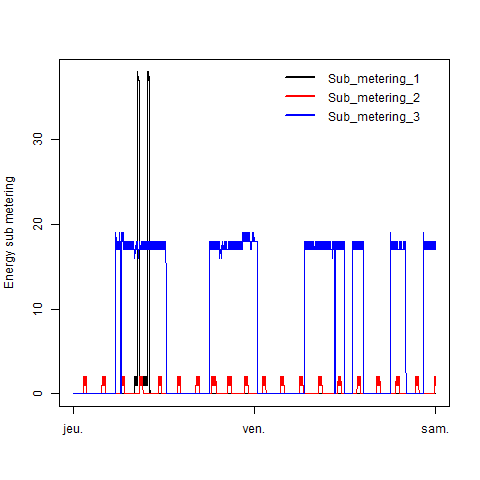 Sub_metering_1
Sub_metering_2
Sub_metering_3
Energy sub metering
30
20
10
0
jeu. ven. sam.